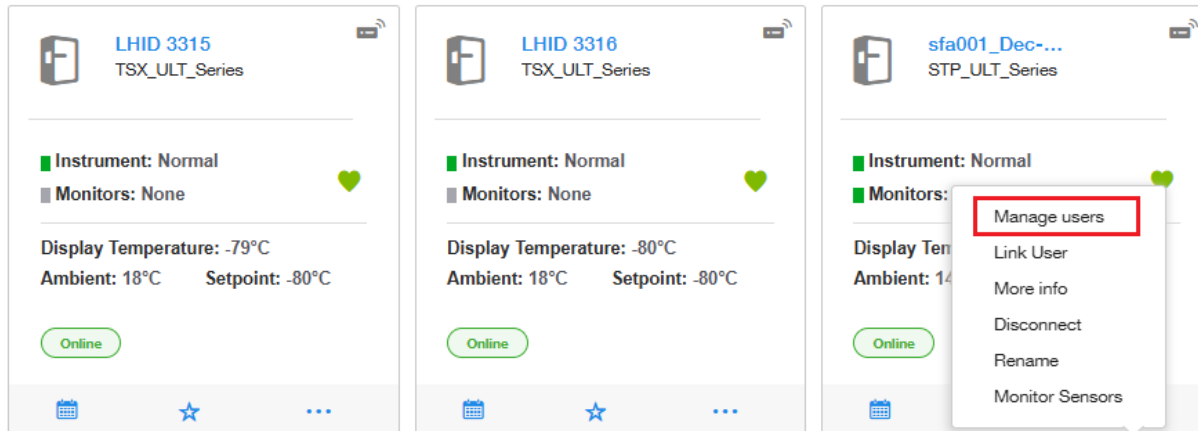 LHID 3315
TSX_ULT_Series
Instrument: Normal
Monitors: None
Display Temperature: -79°C
Ambient: 18°C Setpoint: -80°C
Online
LHID 3316
TSX_ULT_Series
Instrument: Normal
Monitors: None
Display Temperature: -80°C
Ambient: 18°C Setpoint: -80°C
Online
sfa001_Dec-...
STP_ULT_Series
Instrument: Normal
Monitors:
Display
Ambient:
Online
Manage users
Link User
More info
Disconnect
Rename
Monitor Sensors